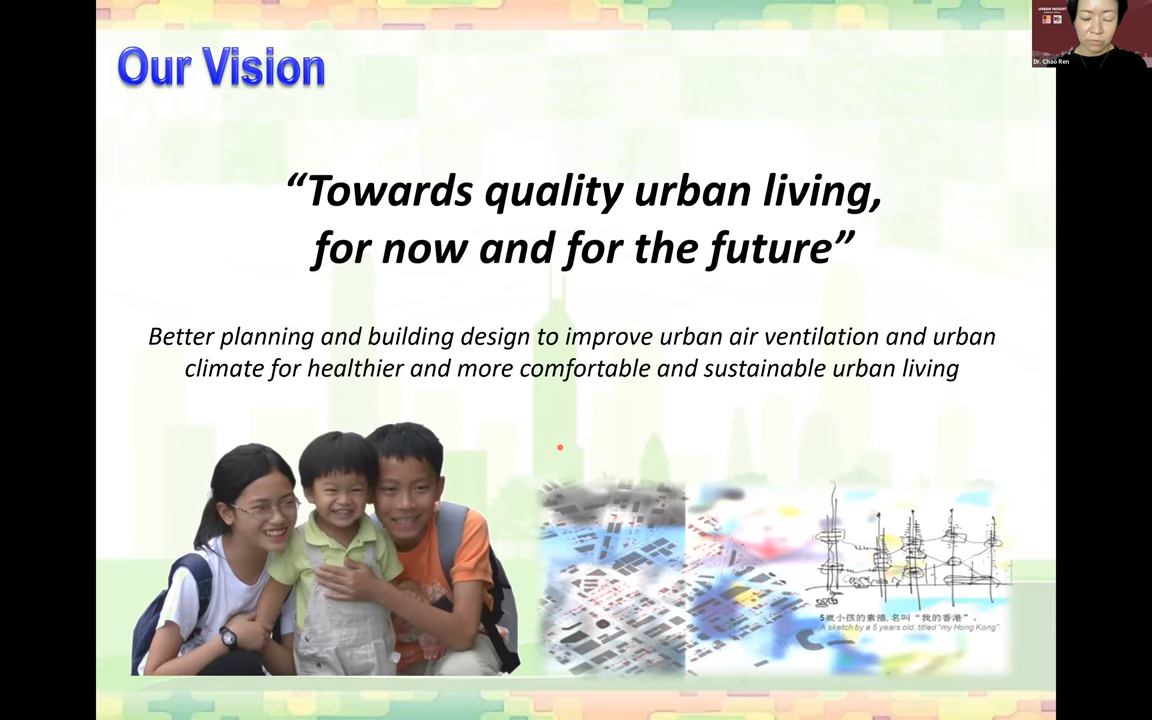 Our Vision
“Towards quality urban living,
for now and for the future”
Better planning and building design to improve urban air ventilation and urban
climate for healthier and more comfortable and sustainable urban living
5歲小孩的素描, 名叫 “我的香港” 。
A sketch by a 5 years old, titled “my Hong Kong”
URBAN INSIGHT
Dr. Chao Ren